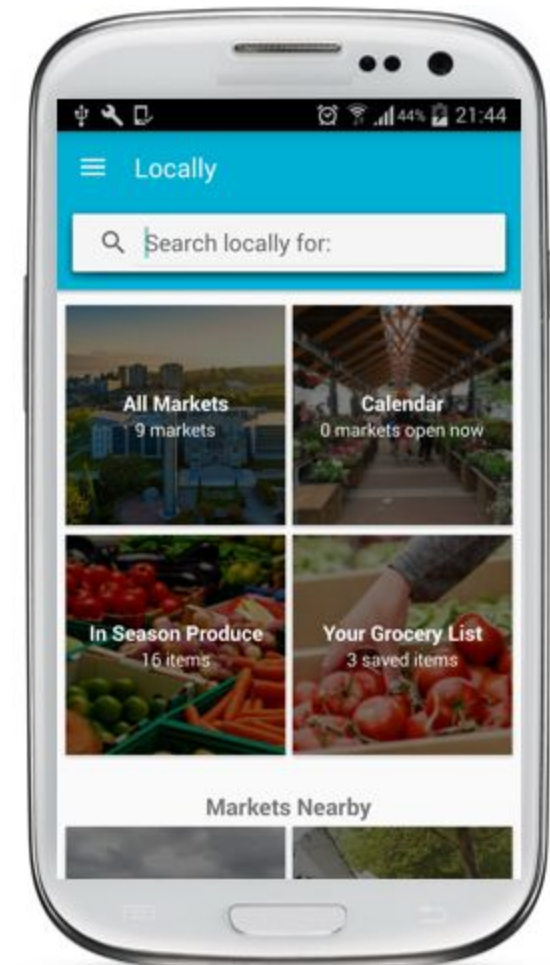 44% 21:44
Locally
Search locally for:
All Markets
9 markets
Calendar
0 markets open now
In Season Produce
16 items
Your Grocery List
3 saved items
Markets Nearby